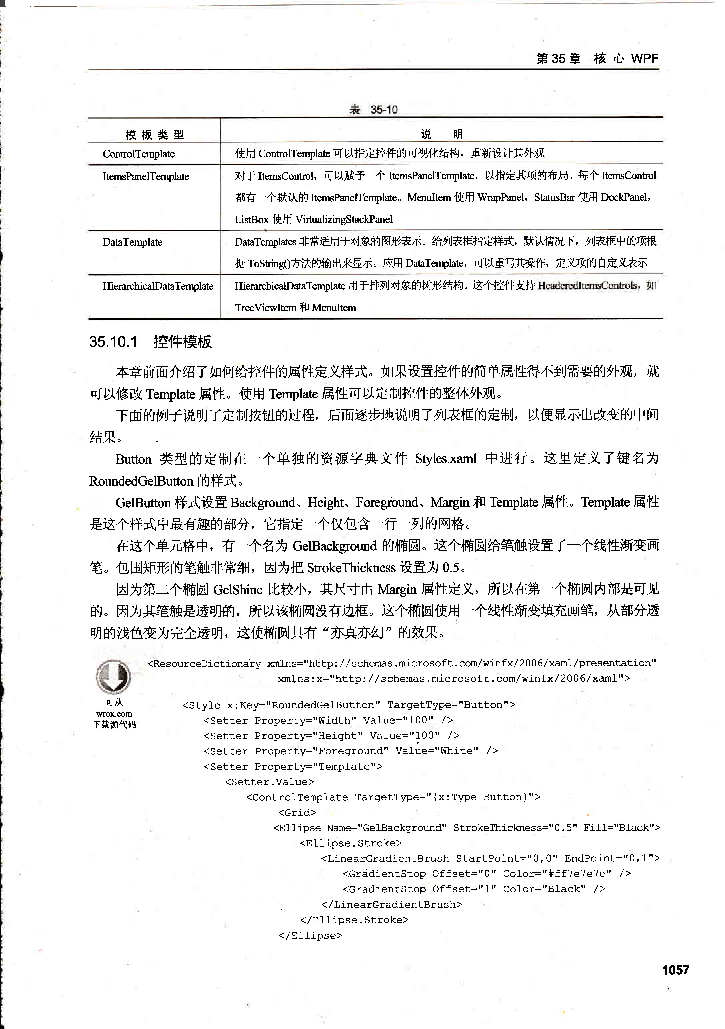 第 35 章 核 心 WPF
表 35-10
模 板 类 型 说 明
ControlTemplate 使用 ControlTemplate 可以指定控件的可视化结构，重新设计其外观
ItemsPanelTemplate 对于 ItemsControl，可以赋予一个 ItemsPanelTemplate，以指定其项的布局。每个 ItemsControl
都有一个默认的 ItemsPanelTemplate。MenuItem 使用 WrapPanel，StatusBar 使用 DockPanel，
ListBox 使用 VirtualizingStackPanel
DataTemplate DataTemplates 非常适用于对象的图形表示。给列表框指定样式，默认情况下，列表框中的项根
据 ToString()方法的输出来显示。应用 DataTemplate，可以重写其操作，定义项的自定义表示
HierarchicalDataTemplate HierarchicalDataTemplate 用于排列对象的树形结构。这个控件支持 HeaderedItemsControls，如
TreeViewItem 和 MenuItem
35.10.1 控件模板
本章前面介绍了如何给控件的属性定义样式。如果设置控件的简单属性得不到需要的外观，就
可以修改 Template 属性。使用 Template 属性可以定制控件的整体外观。
下面的例子说明了定制按钮的过程，后面逐步地说明了列表框的定制，以便显示出改变的中间
结果。
Button 类型的定制在一个单独的资源字典文件 Styles.xaml 中进行。这里定义了键名为
RoundedGelButton 的样式。
GelButton 样式设置 Background、Height、Foreground、Margin 和 Template 属性。Template 属性
是这个样式中最有趣的部分，它指定一个仅包含一行一列的网格。
在这个单元格中，有一个名为 GelBackground 的椭圆。这个椭圆给笔触设置了一个线性渐变画
笔。包围矩形的笔触非常细，因为把 StrokeThickness 设置为 0.5。
因为第二个椭圆 GelShine 比较小，其尺寸由 Margin 属性定义，所以在第一个椭圆内部是可见
的。因为其笔触是透明的，所以该椭圆没有边框。这个椭圆使用一个线性渐变填充画笔，从部分透
明的浅色变为完全透明，这使椭圆具有“亦真亦幻”的效果。
<ResourceDictionary xmlns="http://schemas.microsoft.com/winfx/2006/xaml/presentation"
xmlns:x="http://schemas.microsoft.com/winfx/2006/xaml">
可从
wrox.com
下载源代码
<Style x:Key="RoundedGelButton" TargetType="Button">
<Setter Property="Width" Value="100" />
<Setter Property="Height" Value="100" />
<Setter Property="Foreground" Value="White" />
<Setter Property="Template">
<Setter.Value>
<ControlTemplate TargetType="{x:Type Button}">
<Grid>
<Ellipse Name="GelBackground" StrokeThickness="0.5" Fill="Black">
<Ellipse.Stroke>
<LinearGradientBrush StartPoint="0,0" EndPoint="0,1">
<GradientStop Offset="0" Color="#ff7e7e7e" />
<GradientStop Offset="1" Color="Black" />
</LinearGradientBrush>
</Ellipse.Stroke>
</Ellipse>
1057